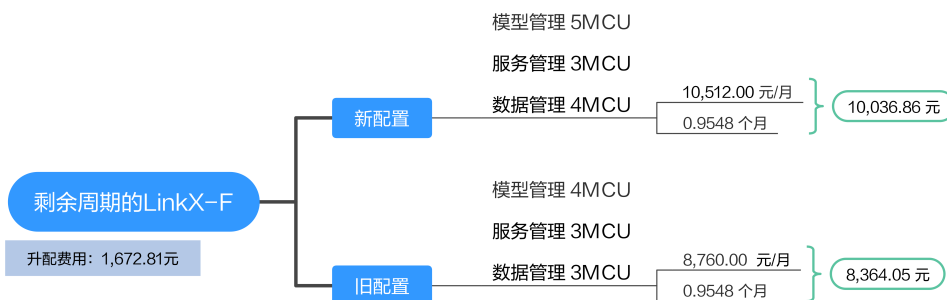 模型管理 5MCU
服务管理 3MCU
数据管理 4MCU
新配置
10,512.00 元/月
0.9548 个月
10,036.86 元
剩余周期的LinkX-F
升配费用：1,672.81元
模型管理 4MCU
服务管理 3MCU
数据管理 3MCU
旧配置
8,760.00 元/月
0.9548 个月
8,364.05 元